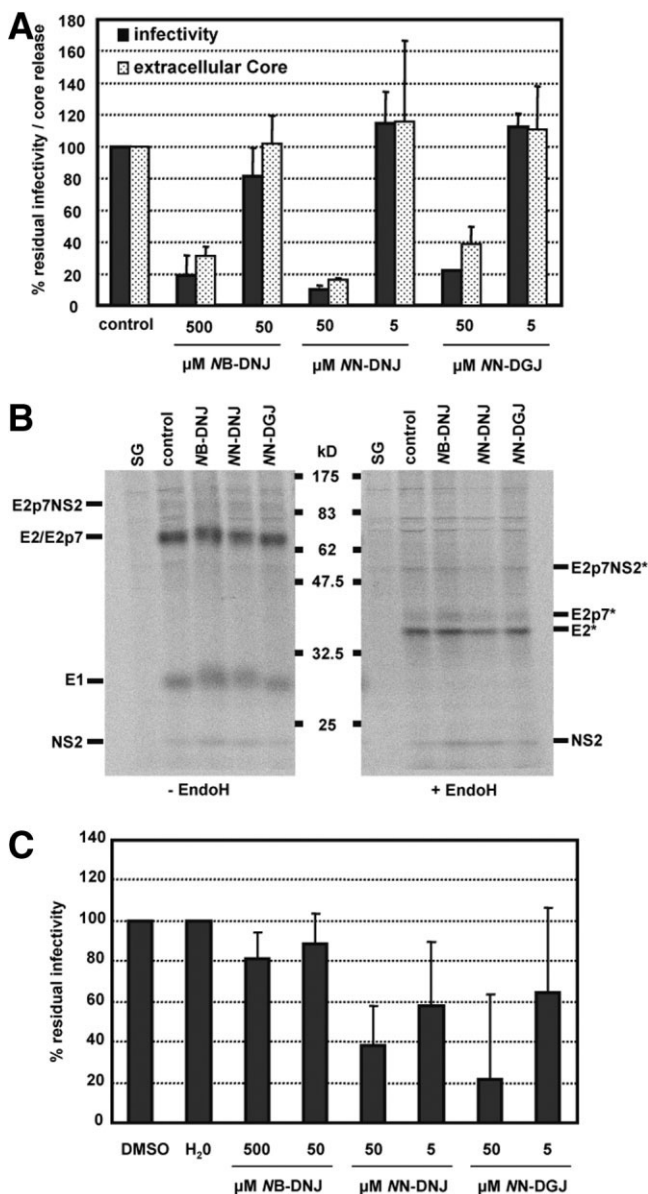 A
% residual infectivity / core release
180
160
140
120
100
80
60
40
20
0
infectivity
extracellular Core
control
500
50
50
5
50
5
µM NB-DNJ
µM NN-DNJ
µM NN-DGJ
B
SG
control
NB-DNJ
NN-DNJ
NN-DGJ
kD
SG
control
NB-DNJ
NN-DNJ
NN-DGJ
E2p7NS2
E2/E2p7
E1
NS2
175
83
62
47.5
32.5
25
E2p7NS2*
E2p7*
E2*
NS2
- EndoH
+ EndoH
C
% residual infectivity
140
120
100
80
60
40
20
0
DMSO
H20
500
50
50
5
50
5
µM NB-DNJ
µM NN-DNJ
µM NN-DGJ